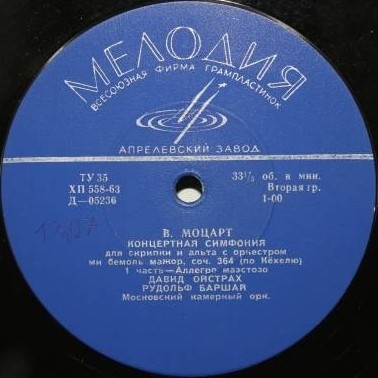 МЕЛОДИЯ
ВСЕСОЮЗНАЯ ФИРМА ГРАМПЛАСТИНОК
АПРЕЛЕВСКИЙ ЗАВОД
ТУ 35
ХП 558-63
Д—05236
33⅓ об. в мин.
Вторая гр.
1-00
В. МОЦАРТ
КОНЦЕРТНАЯ СИМФОНИЯ
для скрипки и альта с оркестром
ми бемоль мажор, соч. 364 (по Кёхелю)
1 часть—Аллегро маэстозо
ДАВИД ОЙСТРАХ
РУДОЛЬФ БАРШАЙ
Московский камерный орк.